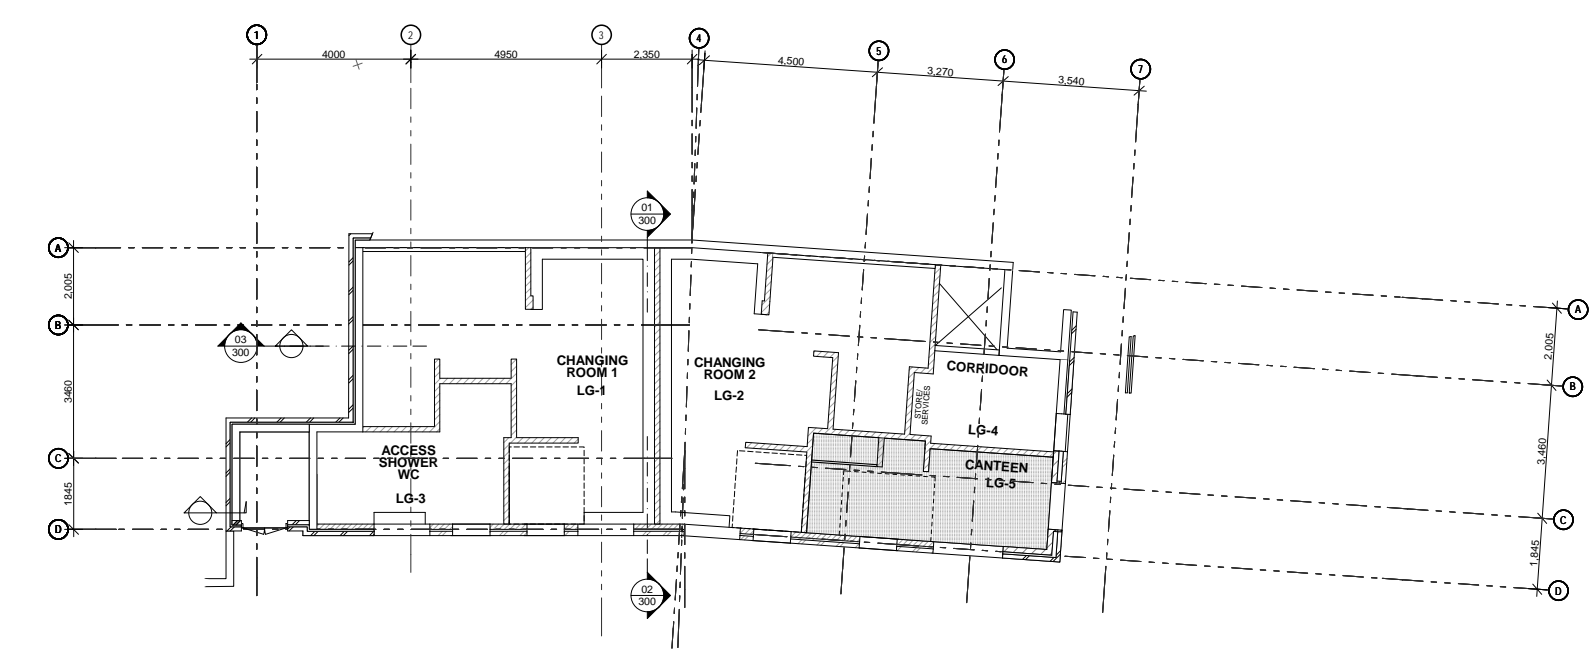 1
2
3
4
5
6
7
4000
4950
2,350
4,500
3,270
3,540
01
300
A
B
C
D
2,005
3460
1845
03
300
CHANGING
ROOM 1
LG-1
CHANGING
ROOM 2
LG-2
CORRIDOOR
STORE/
SERVICES
LG-4
ACCESS
SHOWER
WC
LG-3
CANTEEN
LG-5
02
300
A
B
C
D
2,005
3,460
1,845